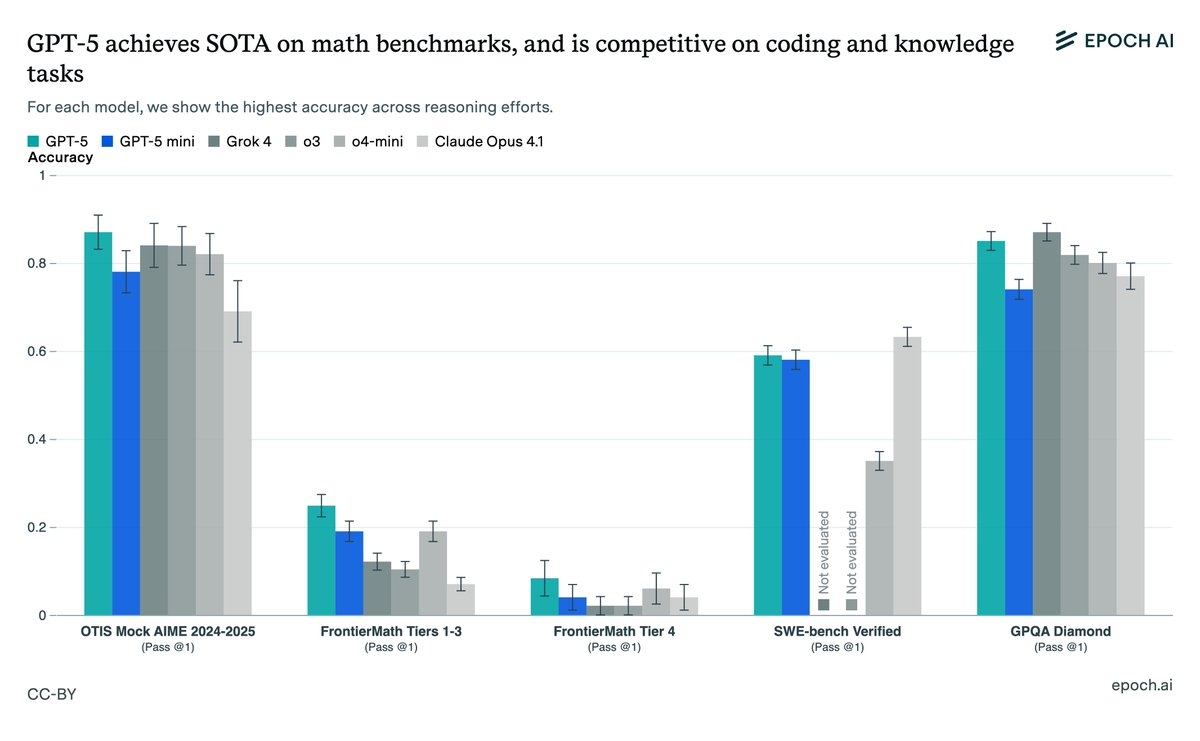 GPT-5 achieves SOTA on math benchmarks, and is competitive on coding and knowledge
tasks
EPOCH AI
For each model, we show the highest accuracy across reasoning efforts.
GPT-5 GPT-5 mini Grok 4 o3 o4-mini Claude Opus 4.1
Accuracy
1
0.8
0.6
0.4
0.2
0
Not evaluated
Not evaluated
OTIS Mock AIME 2024-2025
(Pass @1)
FrontierMath Tiers 1-3
(Pass @1)
FrontierMath Tier 4
(Pass @1)
SWE-bench Verified
(Pass @1)
GPQA Diamond
(Pass @1)
CC-BY
epoch.ai